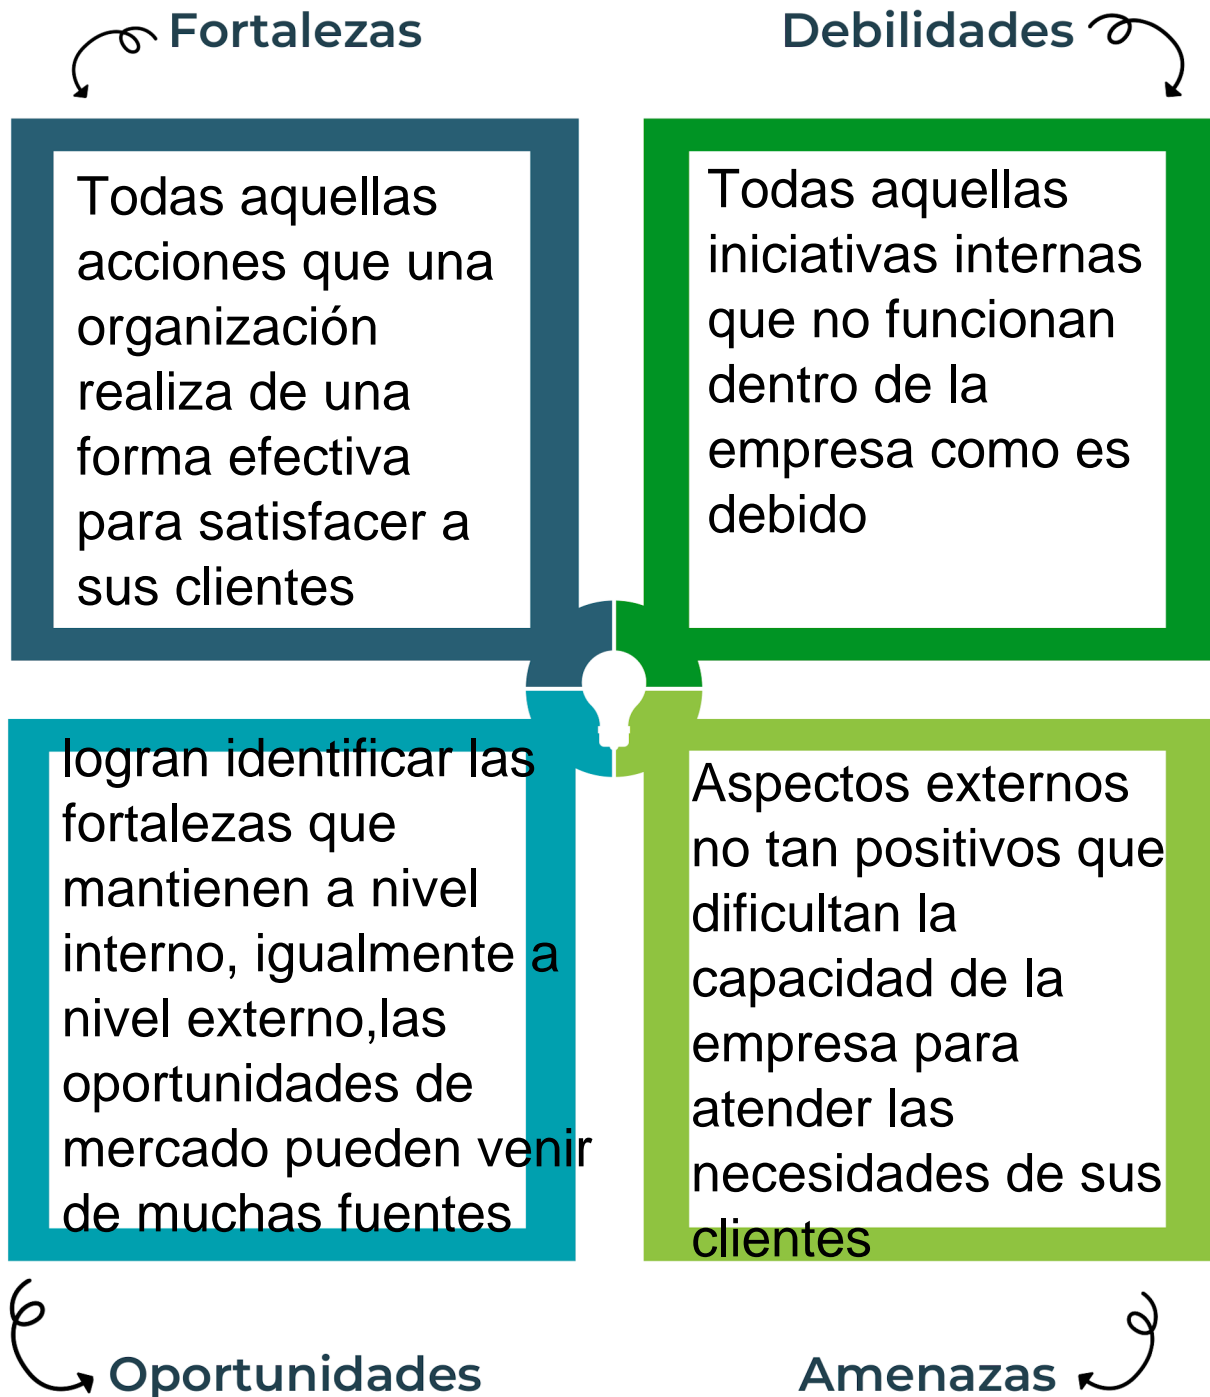 Fortalezas
Todas aquellas
acciones que una
organización
realiza de una
forma efectiva
para satisfacer a
sus clientes
Debilidades
Todas aquellas
iniciativas internas
que no funcionan
dentro de la
empresa como es
debido
logran identificar las
fortalezas que
mantienen a nivel
interno, igualmente a
nivel externo,las
oportunidades de
mercado pueden venir
de muchas fuentes
Oportunidades
Aspectos externos
no tan positivos que
dificultan la
capacidad de la
empresa para
atender las
necesidades de sus
clientes
Amenazas